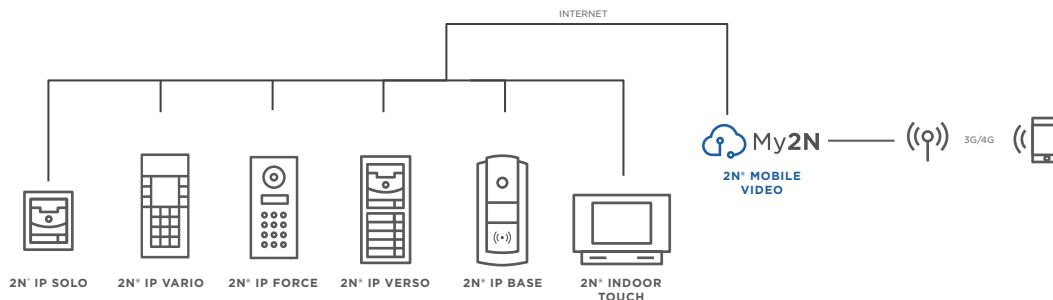 INTERNET
My2N
3G/4G
2N® MOBILE
VIDEO
2N® IP SOLO
2N® IP VARIO
2N® IP FORCE
2N® IP VERSO
2N® IP BASE
2N® INDOOR
TOUCH